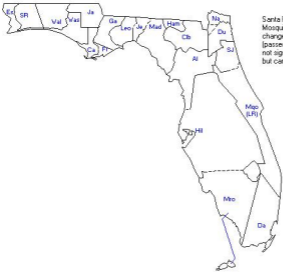 Ja
Na
Es
SR
Wal
Was
Ga
Leo
Je
Mad
Ham
Du
Ca
Fr
Clb
SJ
Al
Santa
Mosqu
change
(passe
not sig
but ca
Mqo
(LR)
Hil
Mro
Da